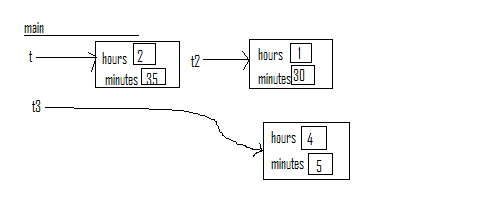 main
t hours 2 t2 hours 1
minutes 35 minutes 30
t3
hours 4
minutes 5